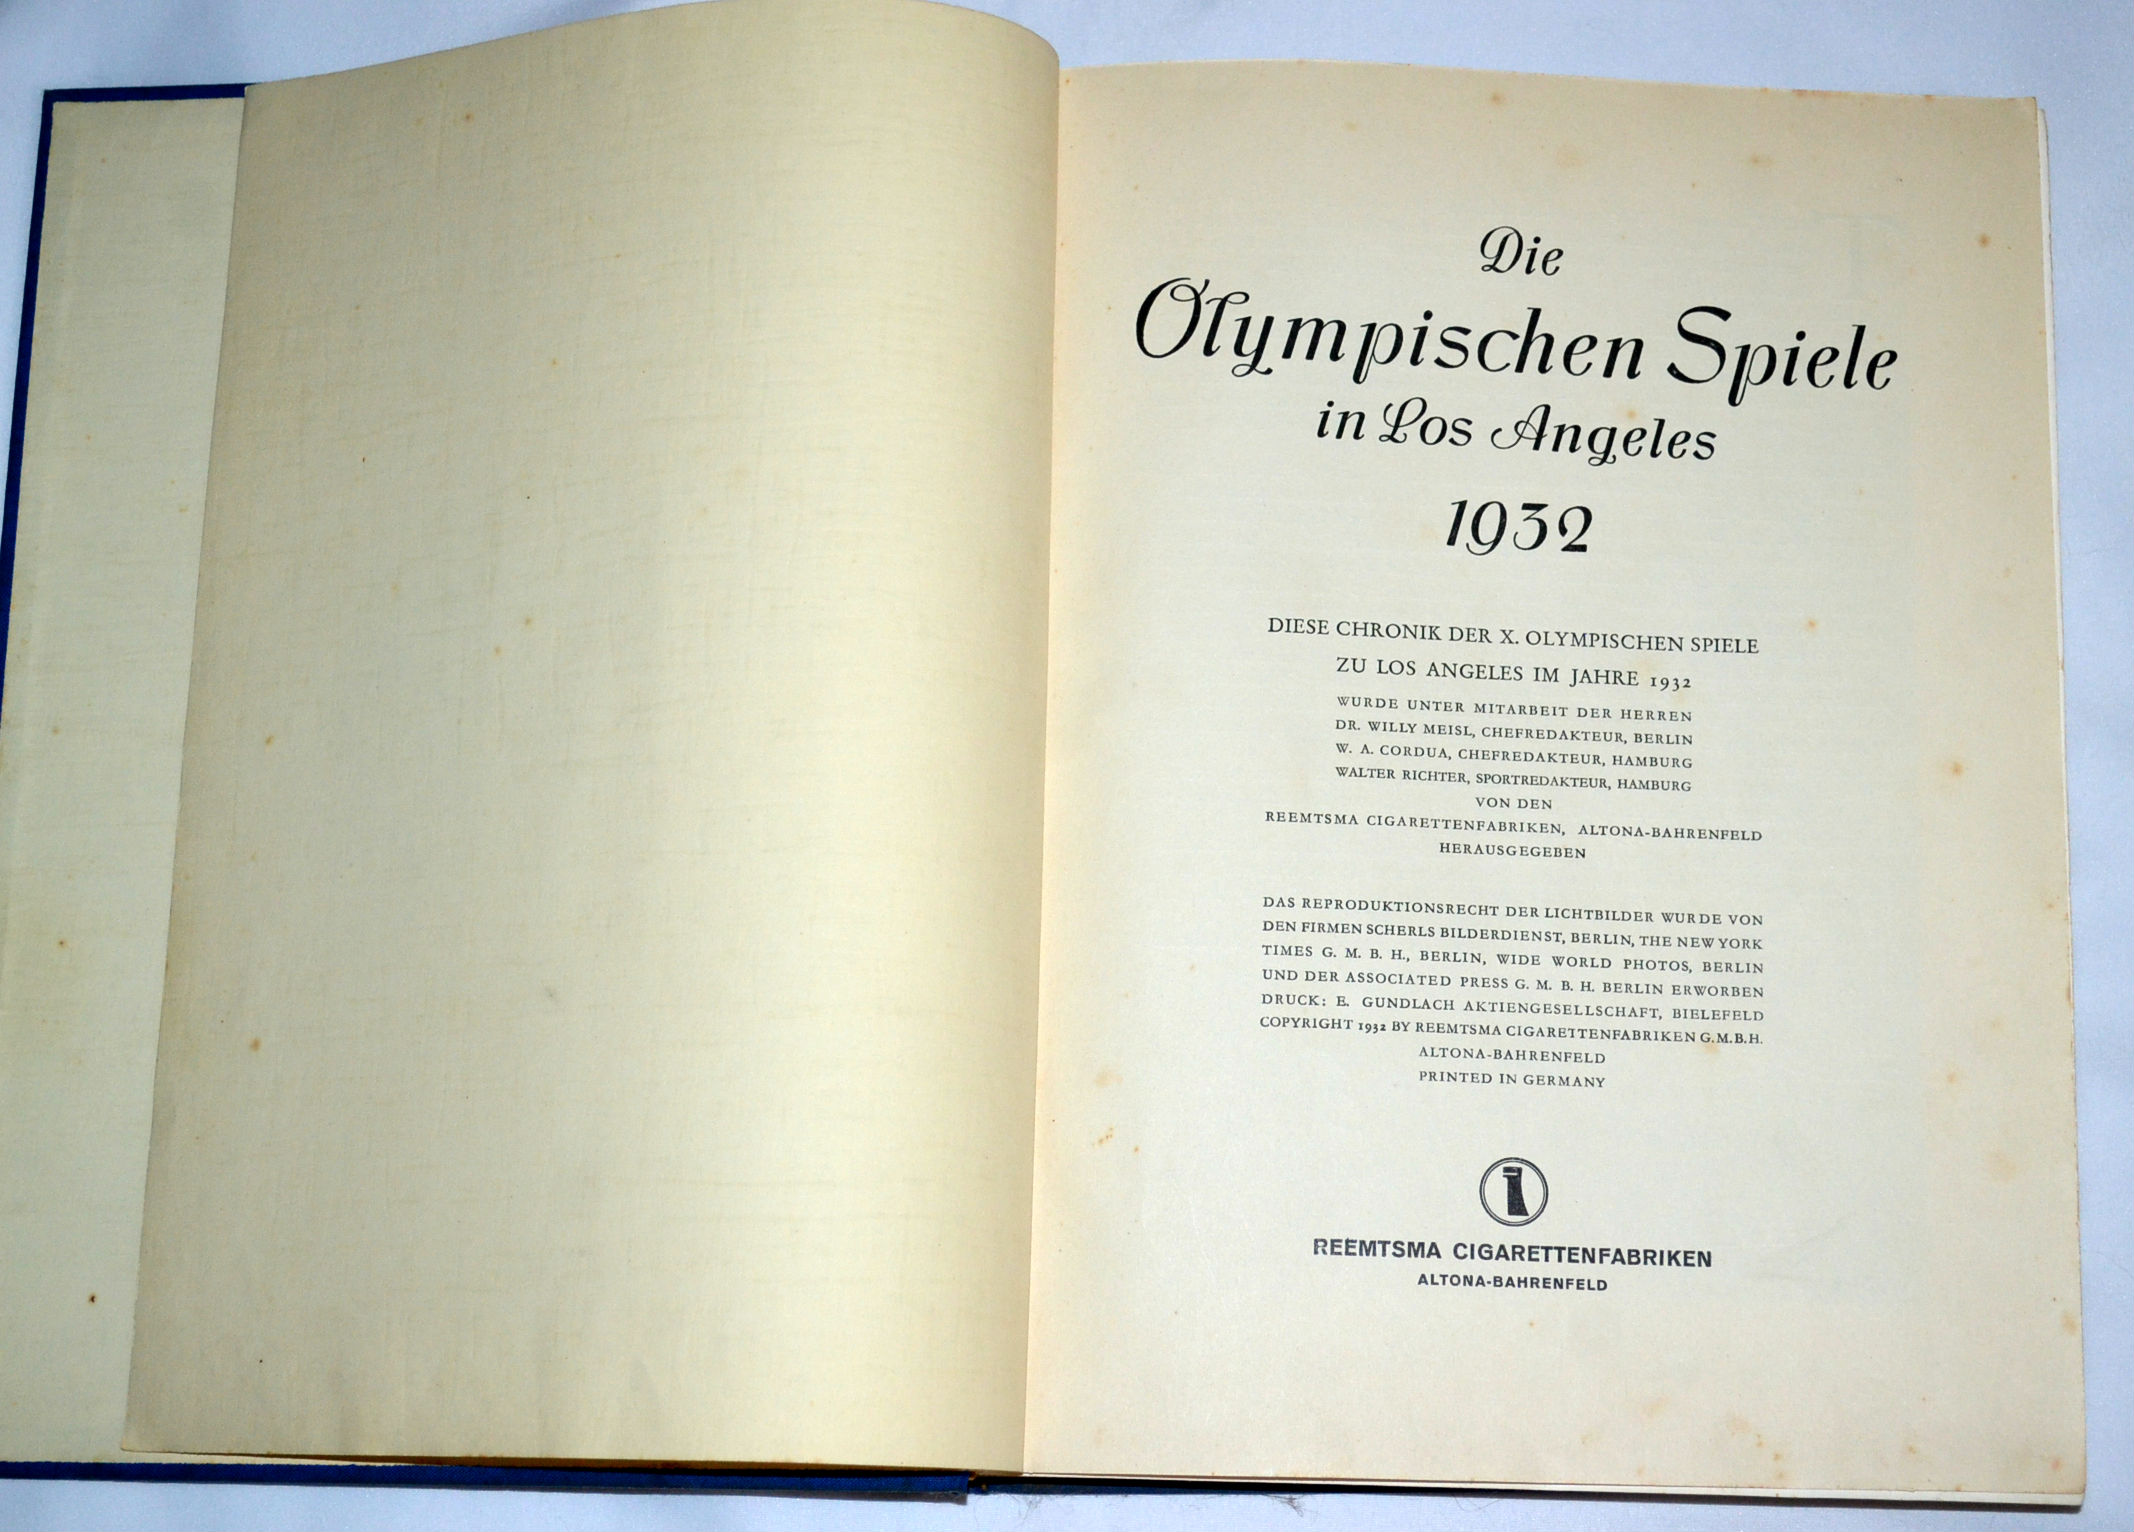 Die
Olympischen Spiele
in Los Angeles
1932
DIESE CHRONIK DER X. OLYMPISCHEN SPIELE
ZU LOS ANGELES IM JAHRE 1932
WURDE UNTER MITARBEIT DER HERREN
DR. WILLY MEISL, CHEFREDAKTEUR, BERLIN
W. A. CORDUA, CHEFREDAKTEUR, HAMBURG
WALTER RICHTER, SPORTREDAKTEUR, HAMBURG
VON DEN
REEMTSMA CIGARETTENFABRIKEN, ALTONA-BAHRENFELD
HERAUSGEGEBEN
DAS REPRODUKTIONSRECHT DER LICHTBILDER WURDE VON
DEN FIRMEN SCHERLS BILDERDIENST, BERLIN, THE NEW YORK
TIMES G. M. B. H., BERLIN, WIDE WORLD PHOTOS, BERLIN
UND DER ASSOCIATED PRESS G. M. B. H. BERLIN ERWORBEN
DRUCK: E. GUNDLACH AKTIENGESELLSCHAFT, BIELEFELD
COPYRIGHT 1932 BY REEMTSMA CIGARETTENFABRIKEN G.M.B.H.
ALTONA-BAHRENFELD
PRINTED IN GERMANY
REEMTSMA CIGARETTENFABRIKEN
ALTONA-BAHRENFELD